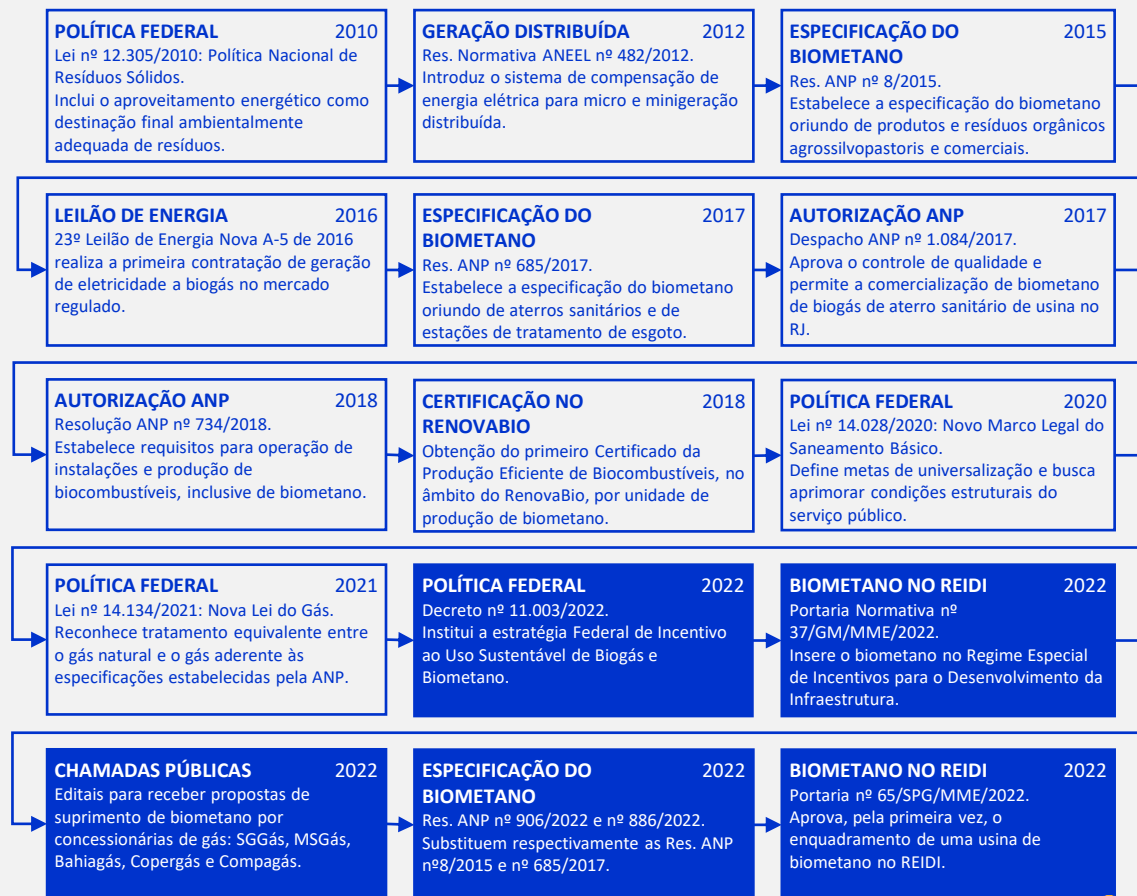 POLÍTICA FEDERAL 2010
Lei nº 12.305/2010: Política Nacional de
Resíduos Sólidos.
Inclui o aproveitamento energético como
destinação final ambientalmente
adequada de resíduos.
GERAÇÃO DISTRIBUÍDA 2012
Res. Normativa ANEEL nº 482/2012.
Introduz o sistema de compensação de
energia elétrica para micro e minigeração
distribuída.
ESPECIFICAÇÃO DO 2015
BIOMETANO
Res. ANP nº 8/2015.
Estabelece a especificação do biometano
oriundo de produtos e resíduos orgânicos
agrossilvopastoris e comerciais.
LEILÃO DE ENERGIA 2016
23º Leilão de Energia Nova A-5 de 2016
realiza a primeira contratação de geração
de eletricidade a biogás no mercado
regulado.
ESPECIFICAÇÃO DO 2017
BIOMETANO
Res. ANP nº 685/2017.
Estabelece a especificação do biometano
oriundo de aterros sanitários e de
estações de tratamento de esgoto.
AUTORIZAÇÃO ANP 2017
Despacho ANP nº 1.084/2017.
Aprova o controle de qualidade e
permite a comercialização de biometano
de biogás de aterro sanitário de usina no
RJ.
AUTORIZAÇÃO ANP 2018
Resolução ANP nº 734/2018.
Estabelece requisitos para operação de
instalações e produção de
biocombustíveis, inclusive de biometano.
CERTIFICAÇÃO NO 2018
RENOVABIO
Obtenção do primeiro Certificado da
Produção Eficiente de Biocombustíveis, no
âmbito do RenovaBio, por unidade de
produção de biometano.
POLÍTICA FEDERAL 2020
Lei nº 14.028/2020: Novo Marco Legal do
Saneamento Básico.
Define metas de universalização e busca
aprimorar condições estruturais do
serviço público.
POLÍTICA FEDERAL 2021
Lei nº 14.134/2021: Nova Lei do Gás.
Reconhece tratamento equivalente entre
o gás natural e o gás aderente às
especificações estabelecidas pela ANP.
POLÍTICA FEDERAL 2022
Decreto nº 11.003/2022.
Institui a estratégia Federal de Incentivo
ao Uso Sustentável de Biogás e
Biometano.
BIOMETANO NO REIDI 2022
Portaria Normativa nº
37/GM/MME/2022.
Insere o biometano no Regime Especial
de Incentivos para o Desenvolvimento da
Infraestrutura.
CHAMADAS PÚBLICAS 2022
Editais para receber propostas de
suprimento de biometano por
concessionárias de gás: SGGás, MSGás,
Bahiagás, Copergás e Compagás.
ESPECIFICAÇÃO DO 2022
BIOMETANO
Res. ANP nº 906/2022 e nº 886/2022.
Substituem respectivamente as Res. ANP
nº8/2015 e nº 685/2017.
BIOMETANO NO REIDI 2022
Portaria nº 65/SPG/MME/2022.
Aprova, pela primeira vez, o
enquadramento de uma usina de
biometano no REIDI.